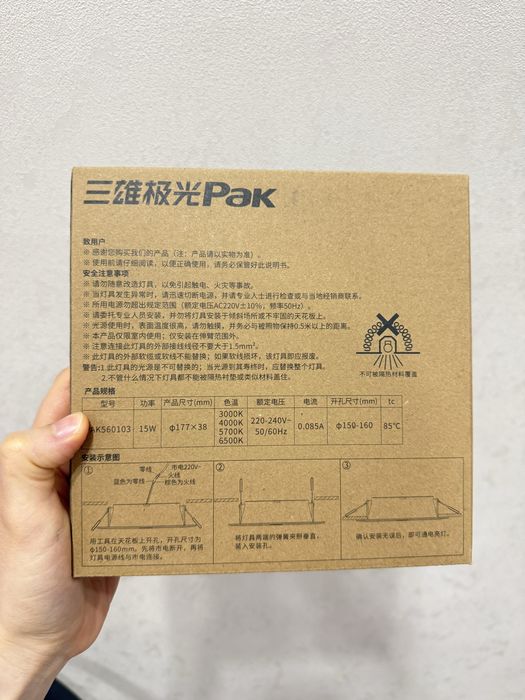 三雄极光Pak
致用户
※ 感谢您购买我们的产品（注：产品请以实物为准）。
※ 使用前请仔细阅读，以便正确使用，请务必保管好此说明书。
安全注意事项
※ 请勿随意改造灯具，以免引起触电、火灾等事故。
※ 当灯具发生异常时，请迅速切断电源，并请专业人士进行检查或与当地经销商联系。
※ 所用电源勿超出规定范围（额定电压AC220V±10%，频率50Hz）。
※ 请委托专业人员安装，并勿将灯具安装于倾斜场所或不牢固的天花板上。
※ 光源使用时，表面温度很高，请勿触摸，并务必与被照物保持0.5米以上的距离。
※ 本产品仅限室内使用；仅安装在弹簧范围外。
※ 注意连接此灯具的外部接线线径不要大于1.5mm²。
※ 此灯具的外部软缆或软线不能替换；如果软线损坏，该灯具即应报废。
警告:1.此灯具的光源是不可替换的；当光源到其寿终时，应替换整个灯具。
2.不管什么情况下灯具都不能被隔热衬垫或类似材料盖住。
不可被隔热材料覆盖
产品规格
型号 功率 产品尺寸(mm) 色温 额定电压 电流 开孔尺寸(mm) tc
AK560103 15W φ177×38 3000K 4000K 5700K 6500K 220-240V~ 50/60Hz 0.085A φ150-160 85℃
安装示意图
① 零线 市电220V~ 火线
蓝色为零线 棕色为火线
用工具在天花板上开孔，开孔尺寸为
φ150-160mm。先将市电断开，再将
灯具电源线与市电连接。
②
将灯具两端的弹簧夹掰垂直，
装入安装孔。
③
确认安装无误后，即可通电亮灯。